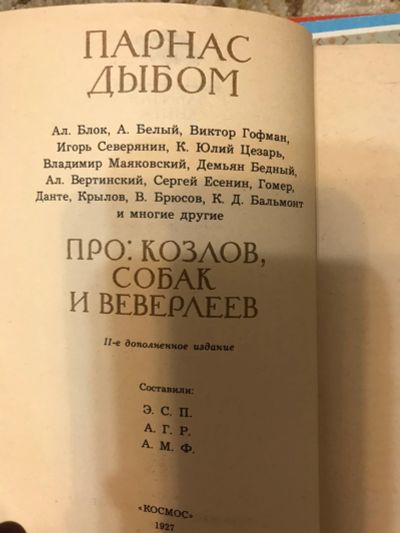 ПАРНАС
ДЫБОМ
Ал. Блок, А. Белый, Виктор Гофман,
Игорь Северянин, К. Юлий Цезарь,
Владимир Маяковский, Демьян Бедный,
Ал. Вертинский, Сергей Есенин, Гомер,
Данте, Крылов, В. Брюсов, К. Д. Бальмонт
и многие другие
ПРО: КОЗЛОВ,
СОБАК
И ВЕВЕРЛЕЕВ
II-е дополненное издание
Составили:
Э. С. П.
А. Г. Р.
А. М. Ф.
«КОСМОС»
1927